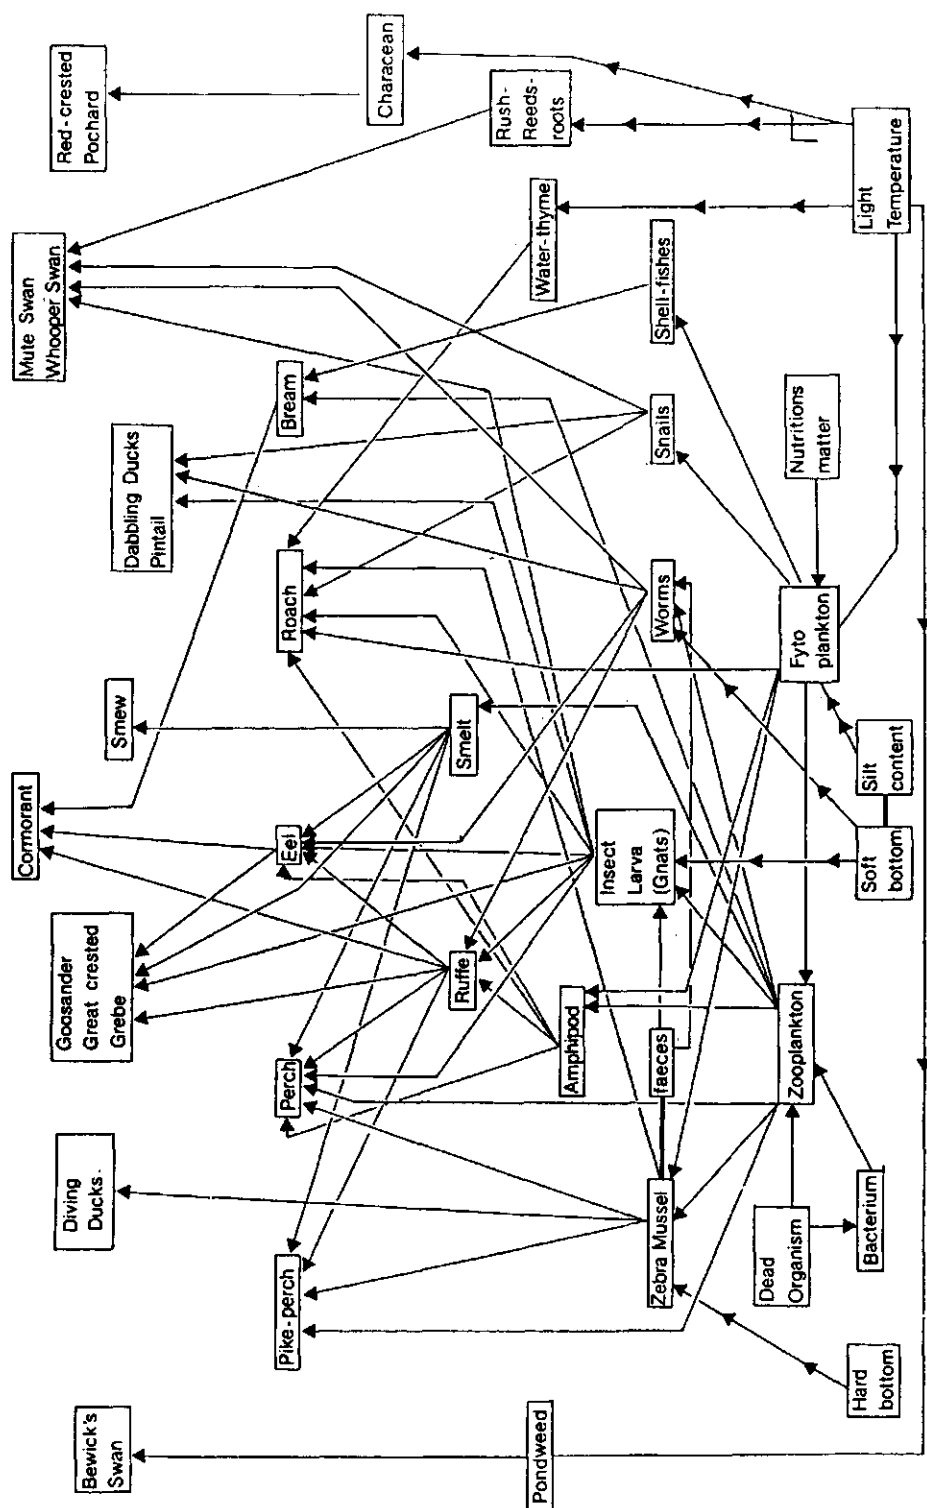 Bewick's
Swan
Diving
Ducks.
Goosander
Great crested
Grebe
Cormorant
Smew
Dabbling Ducks
Pintail
Mute Swan
Whooper Swan
Red-crested
Pochard
Pike-perch
Perch
Eel
Roach
Bream
Characean
Ruffe
Smelt
Rush-
Reeds-
roots
Pondweed
Amphipod
Insect
Larva
(Gnats)
Water-thyme
Zebra Mussel
faeces
Worms
Snails
Shell-fishes
Dead
Organism
Zooplankton
Fyto
plankton
Nutritions
matter
Hard
bottom
Bacterium
Soft
bottom
Silt
content
Light
Temperature